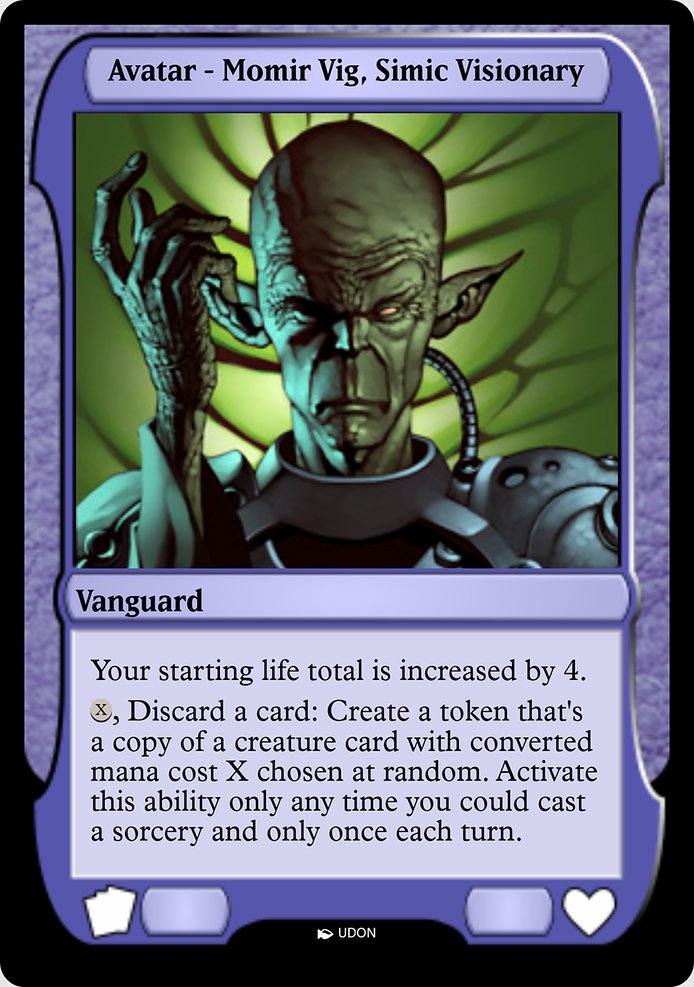 Avatar - Momir Vig, Simic Visionary
Vanguard
Your starting life total is increased by 4.
X, Discard a card: Create a token that's
a copy of a creature card with converted
mana cost X chosen at random. Activate
this ability only any time you could cast
a sorcery and only once each turn.
UDON